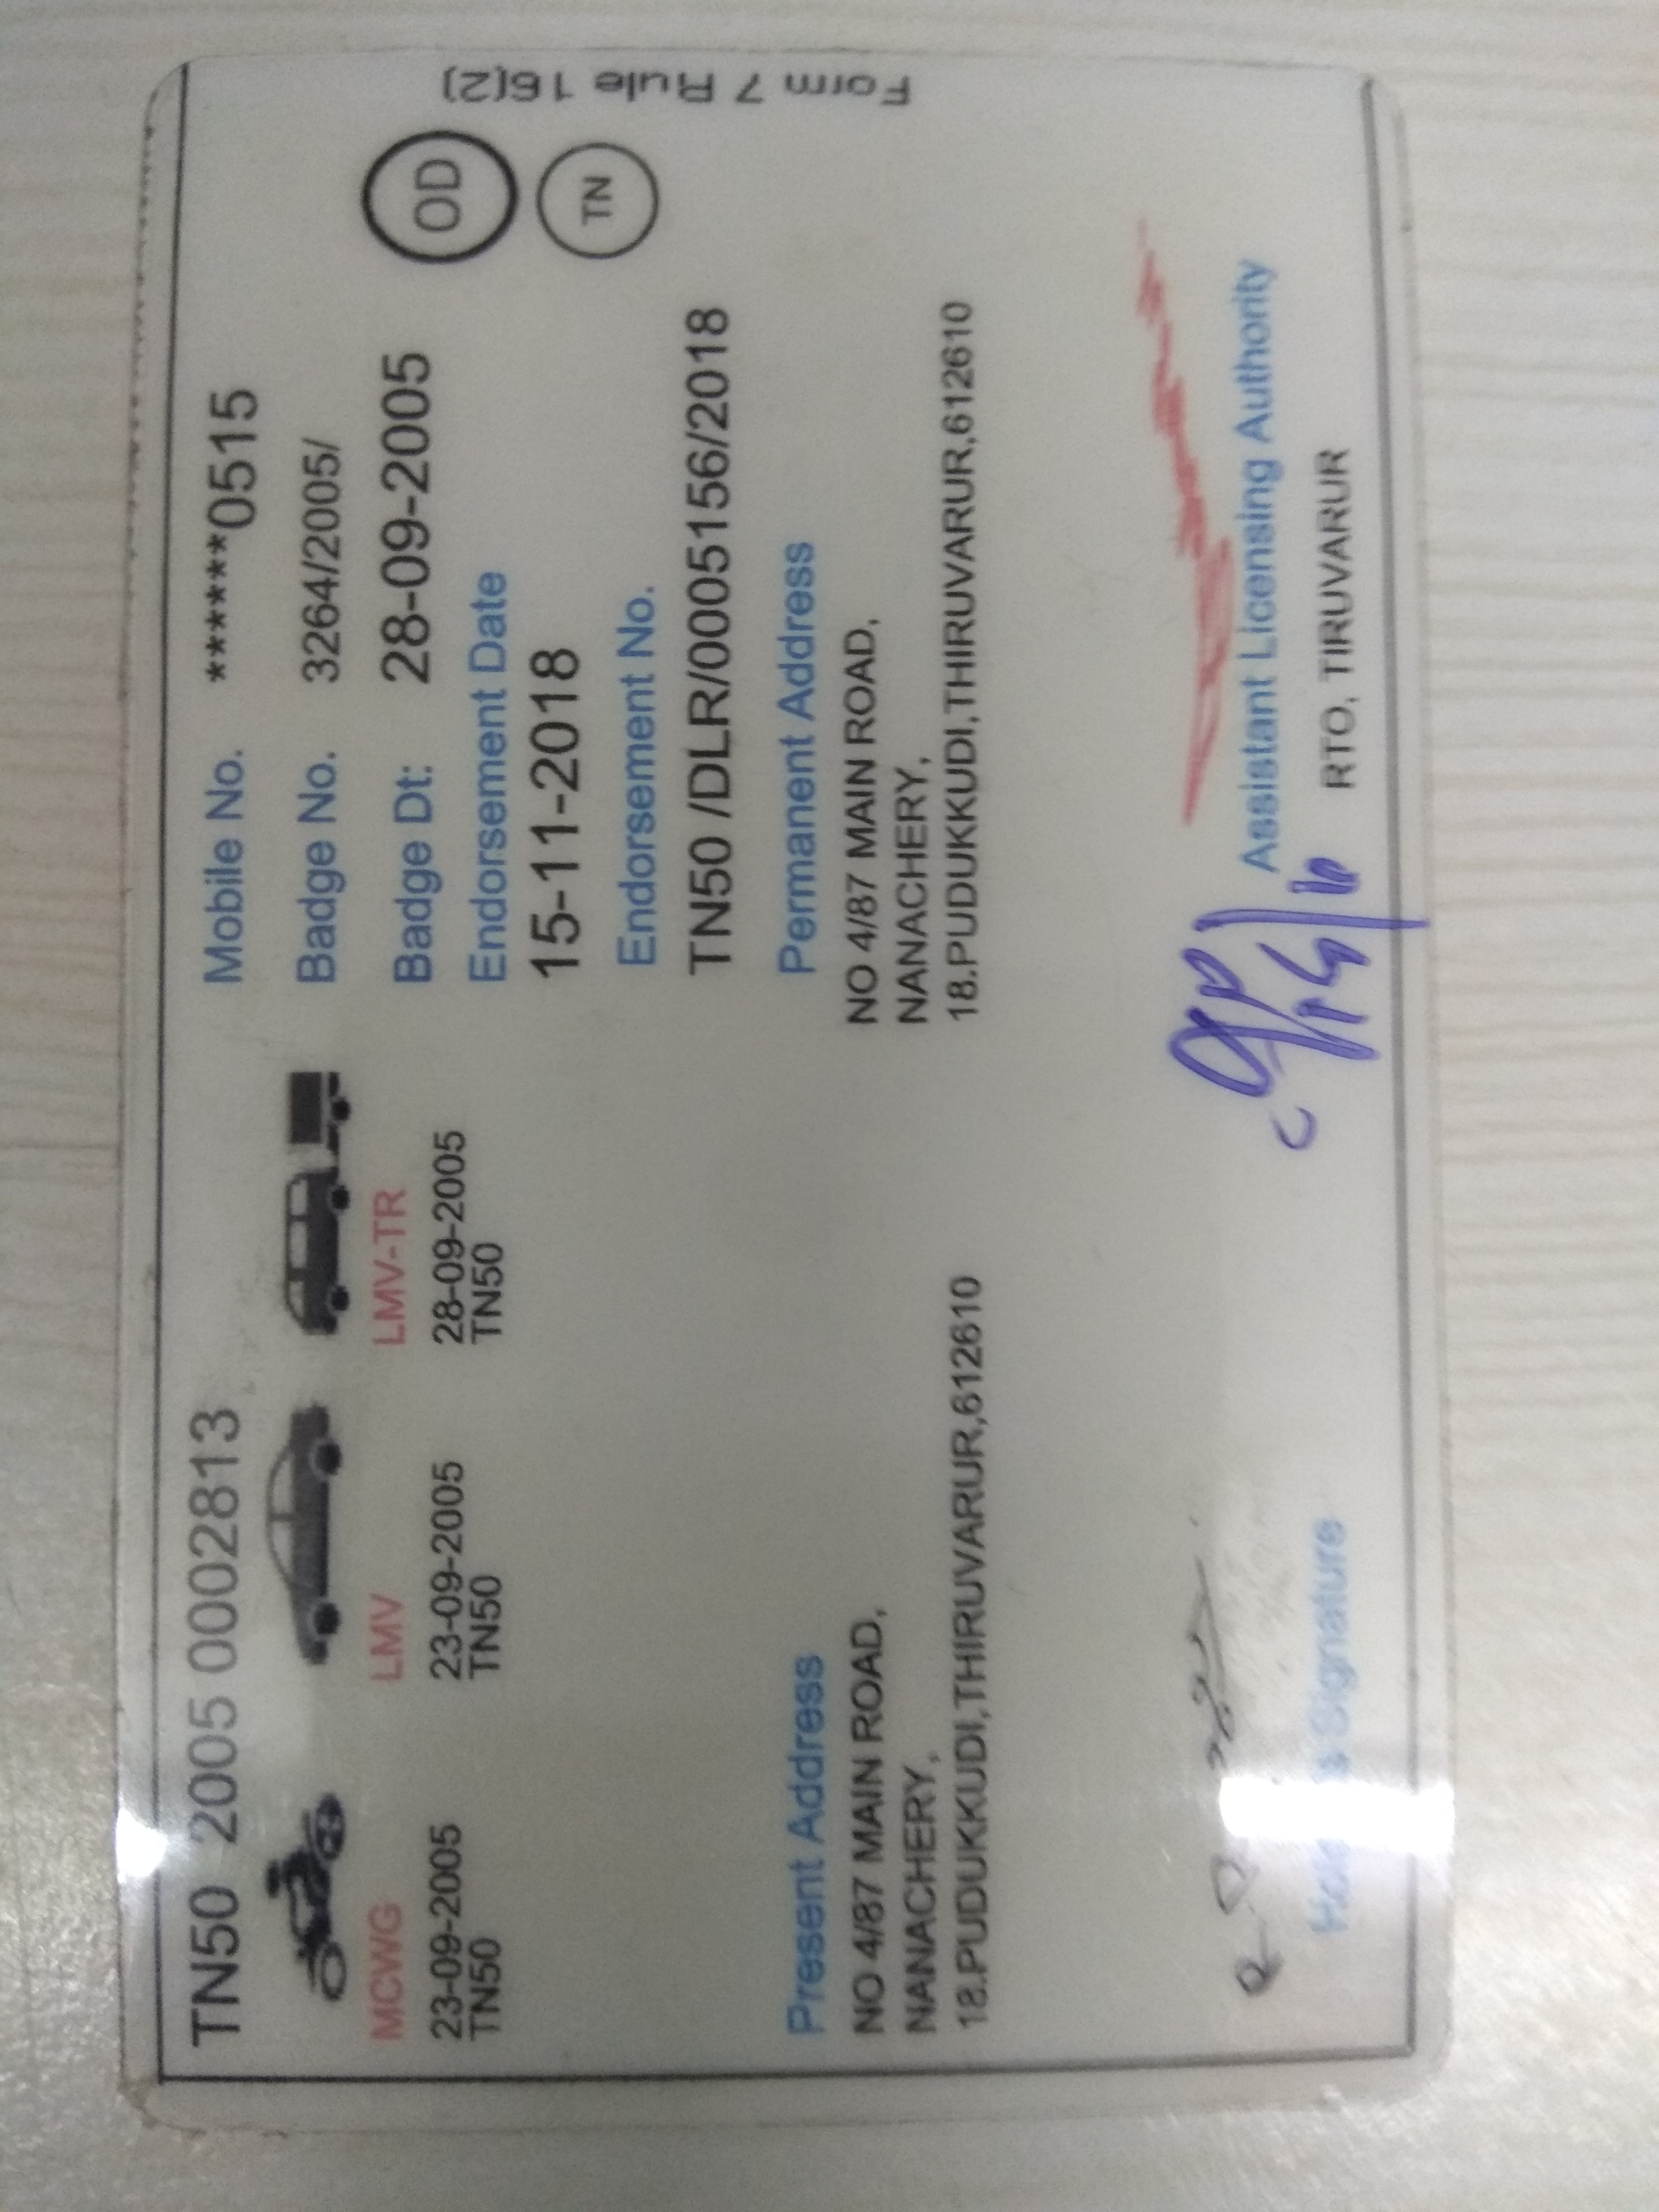 TN50 2005 0002813
Mobile No. ******0515
Badge No. 3264/2005/
Badge Dt: 28-09-2005
OD
TN
Form 7 Rule 16(2)
MCWG
23-09-2005
TN50
LMV
23-09-2005
TN50
LMV-TR
28-09-2005
TN50
Endorsement Date
15-11-2018
Endorsement No.
TN50 /DLR/0005156/2018
Present Address
NO 4/87 MAIN ROAD,
NANACHERY,
18.PUDUKKUDI,THIRUVARUR,612610
Permanent Address
NO 4/87 MAIN ROAD,
NANACHERY,
18.PUDUKKUDI,THIRUVARUR,612610
Signature
Assistant Licensing Authority
RTO, TIRUVARUR